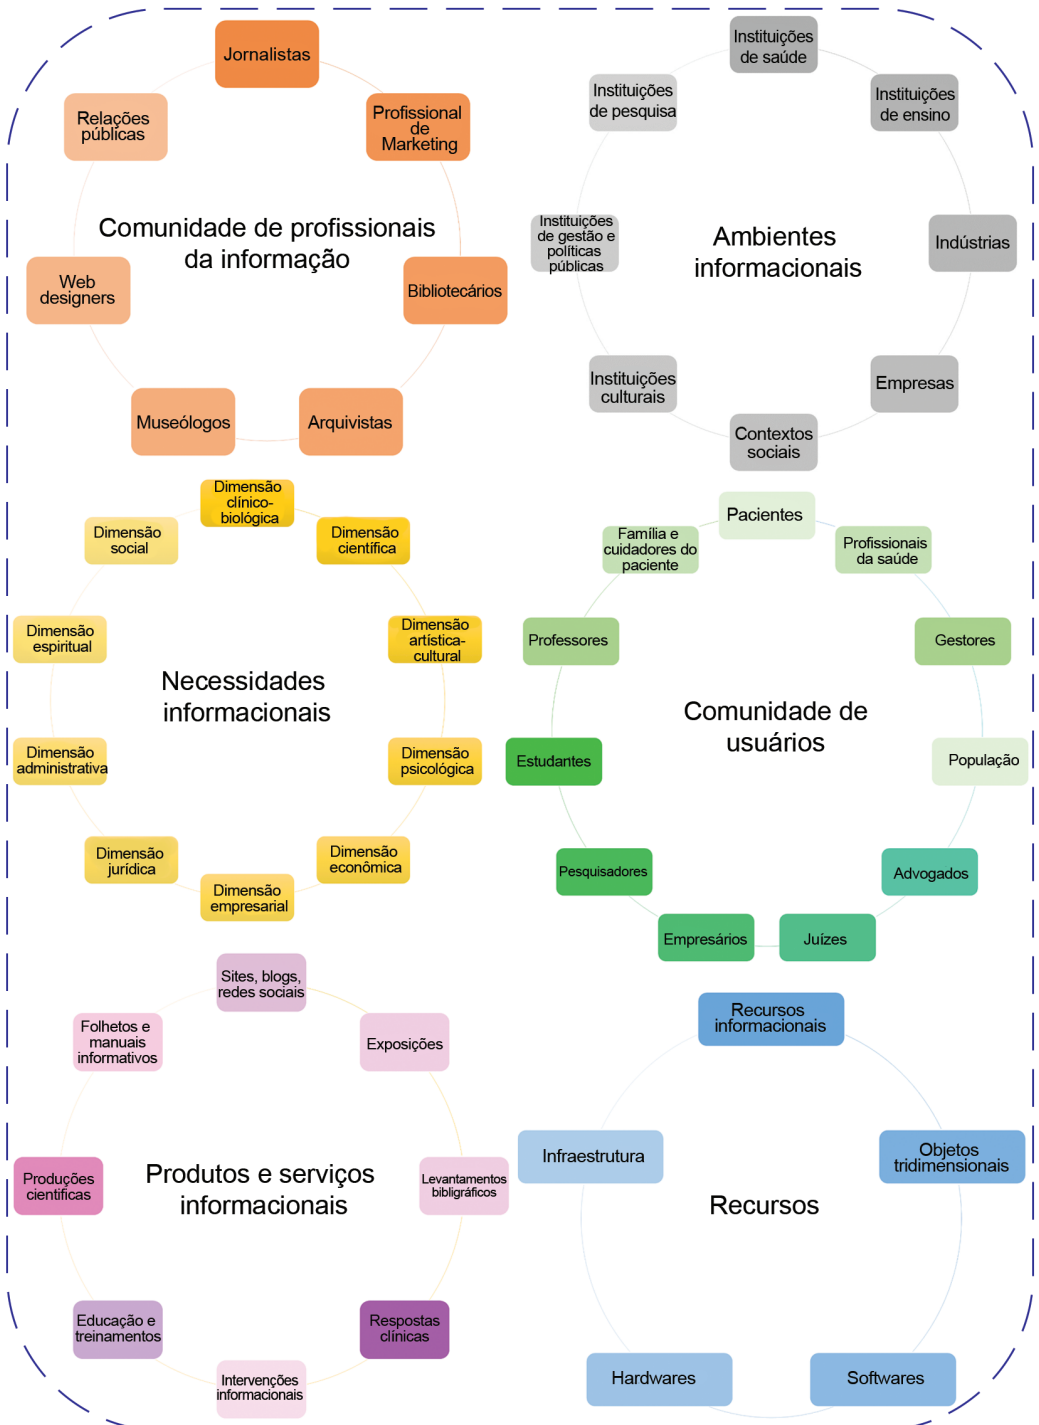 Jornalistas
Profissional
de
Marketing
Bibliotecários
Arquivistas
Museólogos
Web
designers
Relações
públicas
Comunidade de profissionais
da informação
Instituições
de saúde
Instituições
de ensino
Indústrias
Empresas
Contextos
sociais
Instituições
culturais
Instituições
de gestão e
políticas
públicas
Instituições
de pesquisa
Ambientes
informacionais
Dimensão
clínico-
biológica
Dimensão
científica
Dimensão
artística-
cultural
Dimensão
psicológica
Dimensão
econômica
Dimensão
empresarial
Dimensão
jurídica
Dimensão
administrativa
Dimensão
espiritual
Dimensão
social
Necessidades
informacionais
Pacientes
Profissionais
da saúde
Gestores
População
Advogados
Juízes
Empresários
Pesquisadores
Estudantes
Professores
Família e
cuidadores do
paciente
Comunidade de
usuários
Sites, blogs,
redes sociais
Exposições
Levantamentos
bibligráficos
Respostas
clínicas
Intervenções
informacionais
Educação e
treinamentos
Produções
cientificas
Folhetos e
manuais
informativos
Produtos e serviços
informacionais
Recursos
informacionais
Objetos
tridimensionais
Softwares
Hardwares
Infraestrutura
Recursos